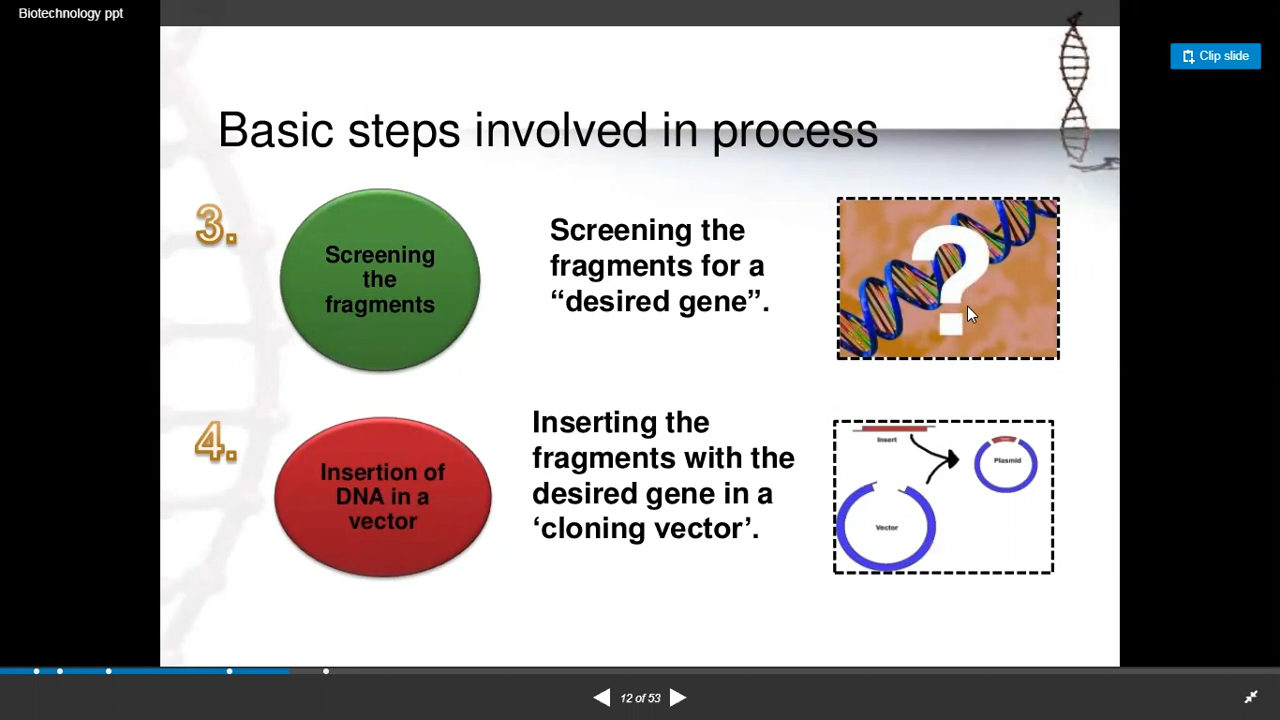 Biotechnology ppt
Clip slide
Basic steps involved in process
3.
Screening
the
fragments
Screening the
fragments for a
“desired gene”.
?
4.
Insertion of
DNA in a
vector
Inserting the
fragments with the
desired gene in a
‘cloning vector’.
Insert
Plasmid
Vector
12 of 53